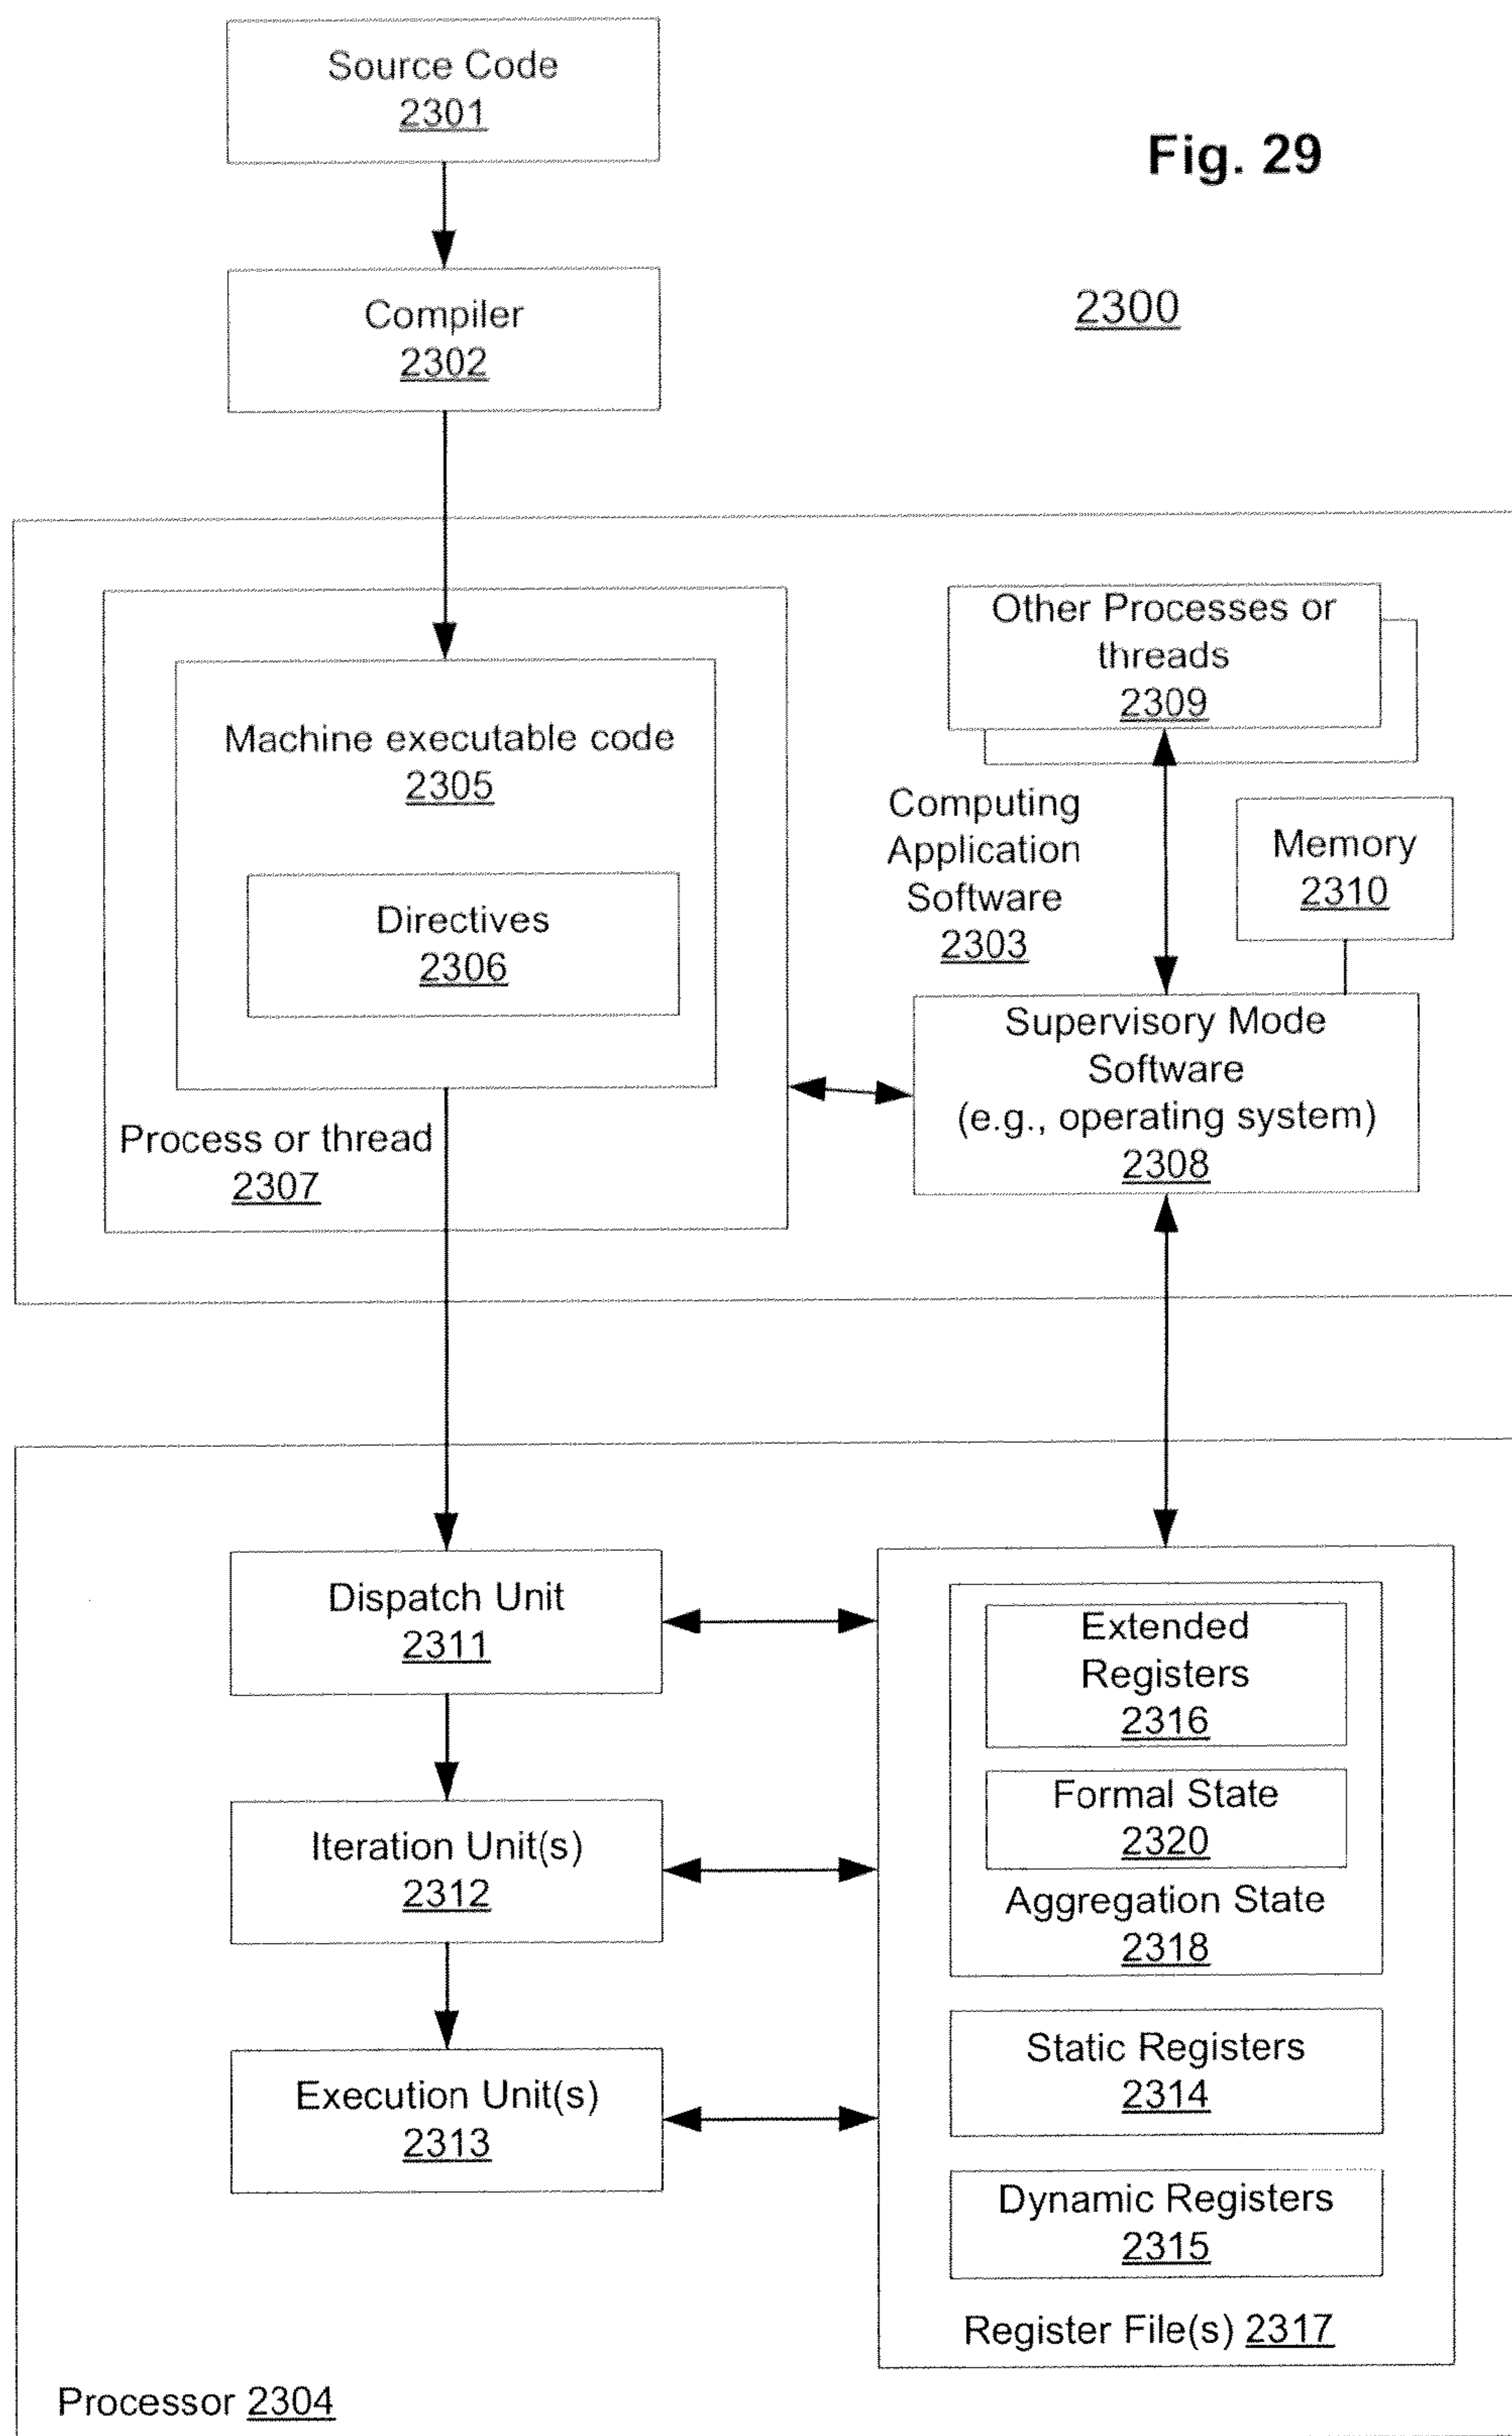 Source Code
2301
Fig. 29
Compiler
2302
2300
Machine executable code
2305
Directives
2306
Process or thread
2307
Other Processes or
threads
2309
Computing
Application
Software
2303
Memory
2310
Supervisory Mode
Software
(e.g., operating system)
2308
Dispatch Unit
2311
Iteration Unit(s)
2312
Execution Unit(s)
2313
Extended
Registers
2316
Formal State
2320
Aggregation State
2318
Static Registers
2314
Dynamic Registers
2315
Register File(s) 2317
Processor 2304